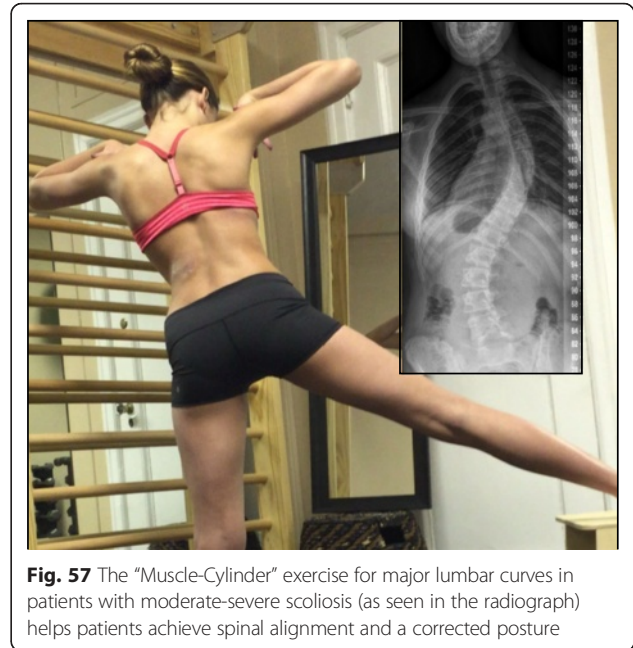 Fig. 57 The “Muscle-Cylinder” exercise for major lumbar curves in
patients with moderate-severe scoliosis (as seen in the radiograph)
helps patients achieve spinal alignment and a corrected posture